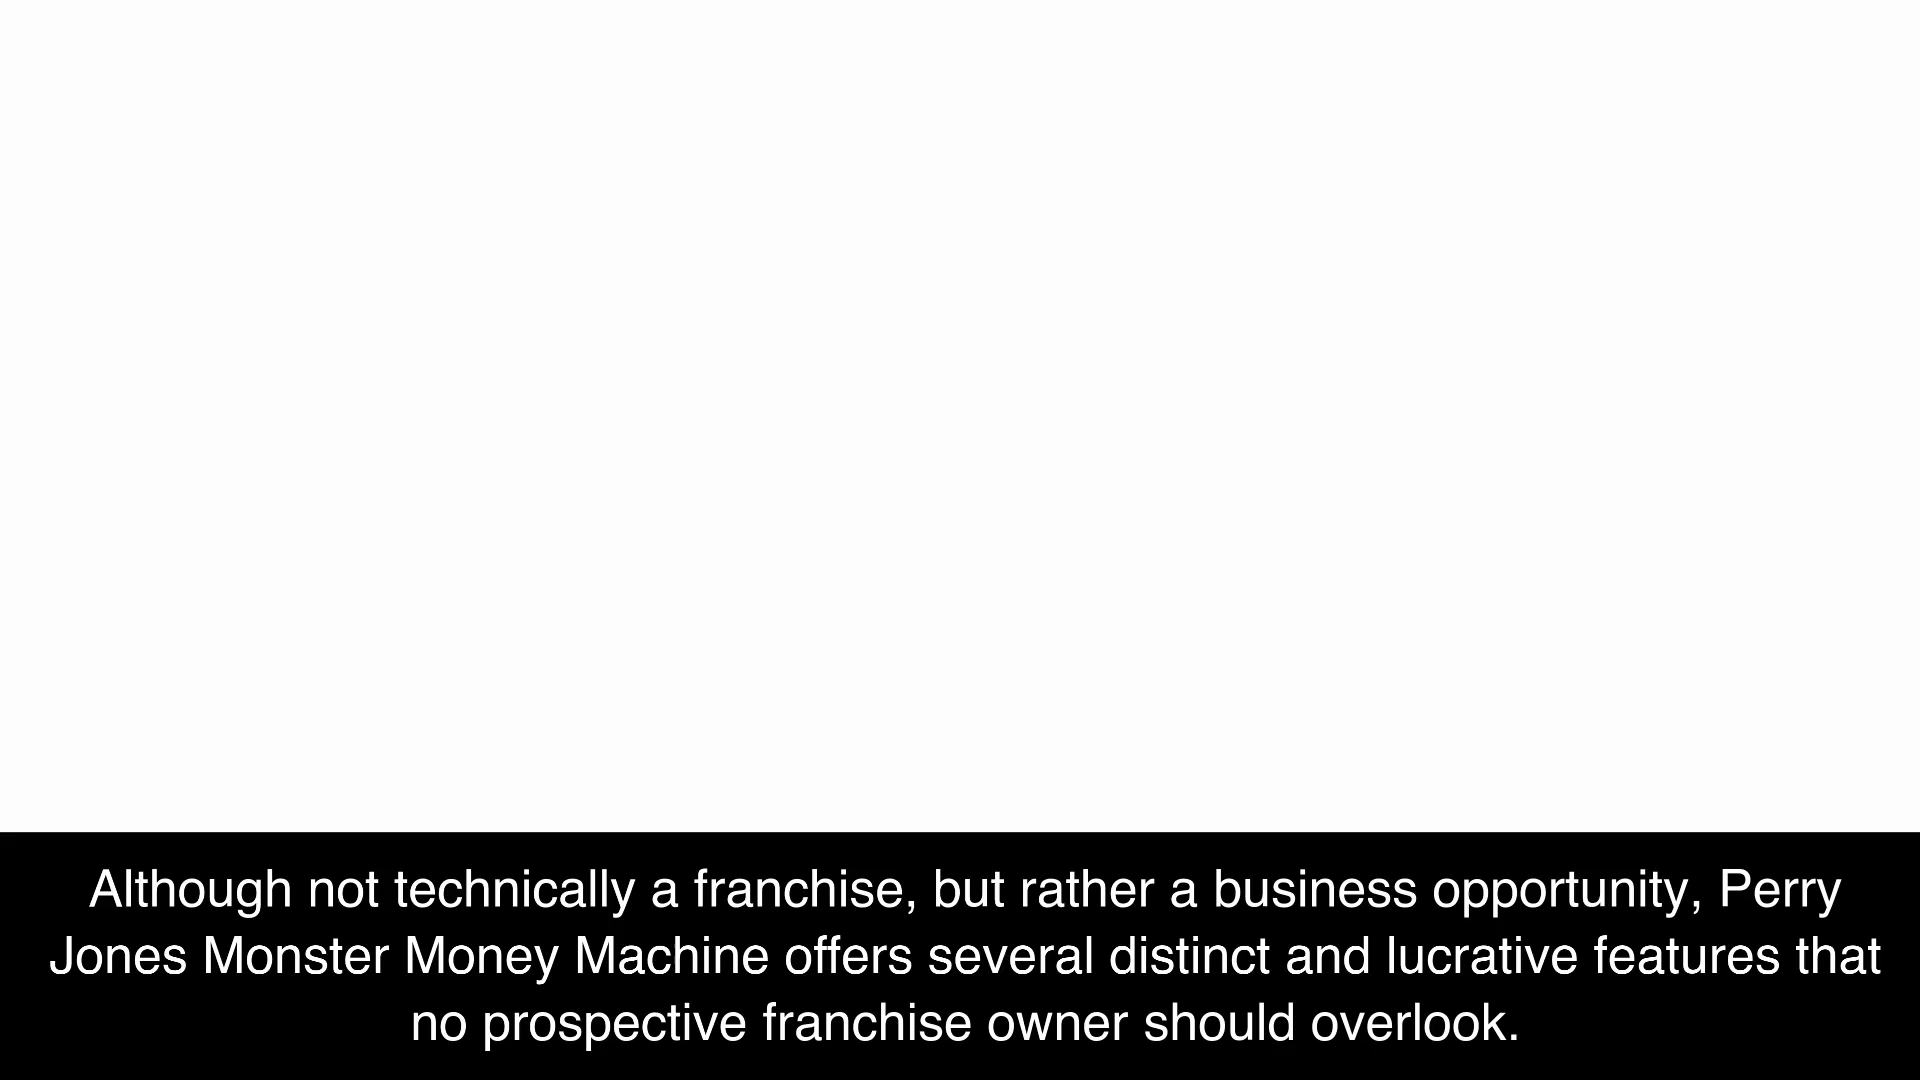 Although not technically a franchise, but rather a business opportunity, Perry
Jones Monster Money Machine offers several distinct and lucrative features that
no prospective franchise owner should overlook.